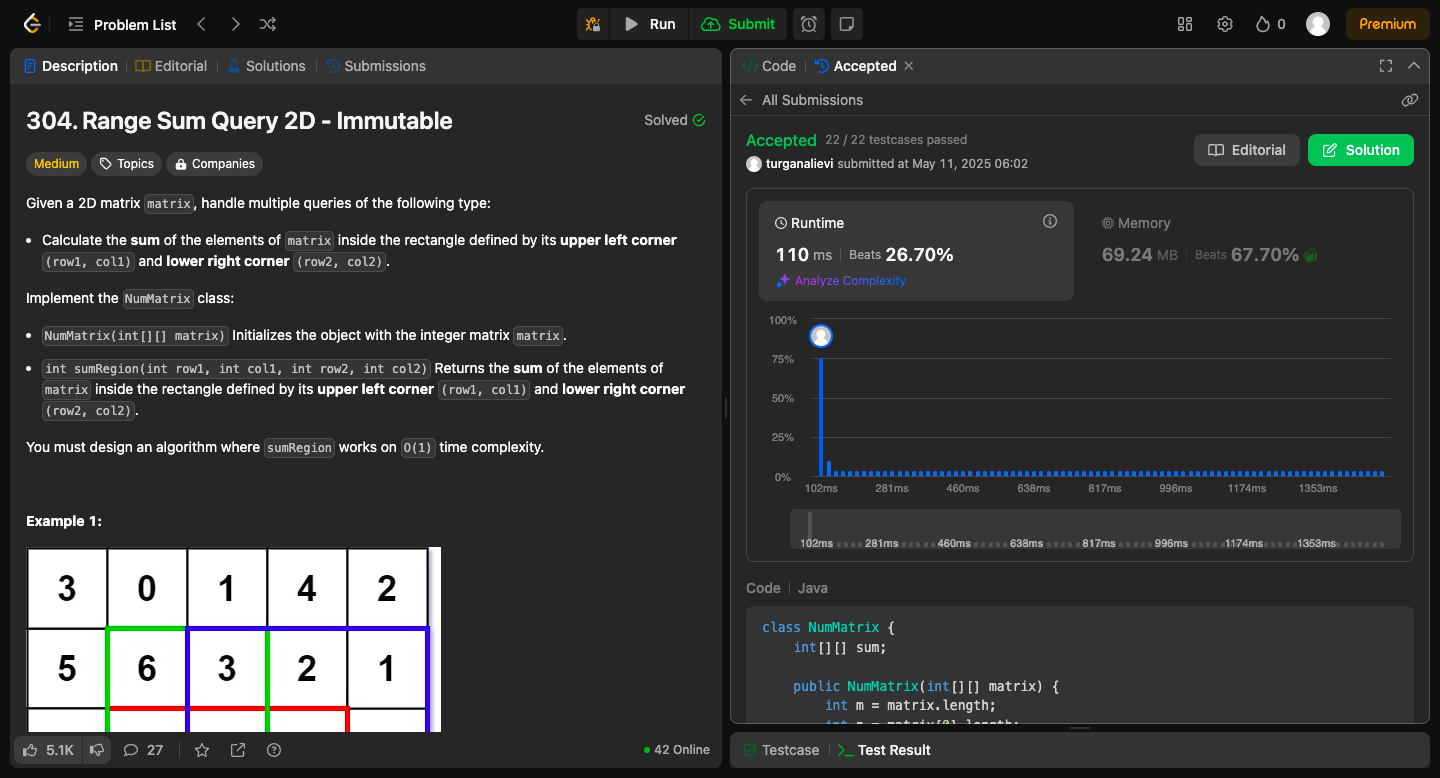 Problem List
Run
Submit
0
Premium
Description
Editorial
Solutions
Submissions
304. Range Sum Query 2D - Immutable
Solved
Medium
Topics
Companies
Given a 2D matrix matrix, handle multiple queries of the following type:
• Calculate the sum of the elements of matrix inside the rectangle defined by its upper left corner
(row1, col1) and lower right corner (row2, col2).
Implement the NumMatrix class:
• NumMatrix(int[][] matrix) Initializes the object with the integer matrix matrix.
• int sumRegion(int row1, int col1, int row2, int col2) Returns the sum of the elements of
matrix inside the rectangle defined by its upper left corner (row1, col1) and lower right corner
(row2, col2).
You must design an algorithm where sumRegion works on O(1) time complexity.
Example 1:
3 0 1 4 2
5 6 3 2 1
5.1K
27
42 Online
Code
Accepted
All Submissions
Accepted 22 / 22 testcases passed
turganalievi submitted at May 11, 2025 06:02
Editorial
Solution
Runtime
110 ms Beats 26.70%
Analyze Complexity
Memory
69.24 MB Beats 67.70%
100%
75%
50%
25%
0%
102ms 281ms 460ms 638ms 817ms 996ms 1174ms 1353ms
102ms 281ms 460ms 638ms 817ms 996ms 1174ms 1353ms
Code Java
class NumMatrix {
int[][] sum;
public NumMatrix(int[][] matrix) {
int m = matrix.length;
int n = matrix[0].length;
Testcase
Test Result